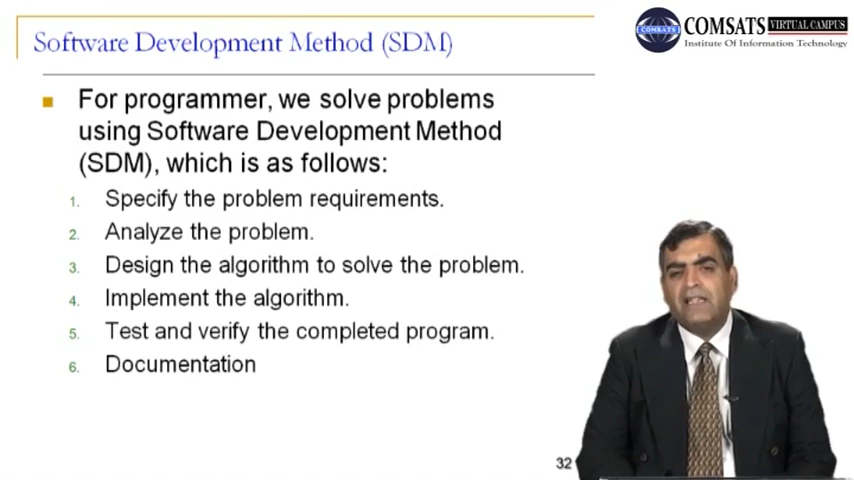 Software Development Method (SDM)
COMSATS
COMSATS VIRTUAL CAMPUS
Institute Of Information Technology
For programmer, we solve problems
using Software Development Method
(SDM), which is as follows:
1. Specify the problem requirements.
2. Analyze the problem.
3. Design the algorithm to solve the problem.
4. Implement the algorithm.
5. Test and verify the completed program.
6. Documentation
32